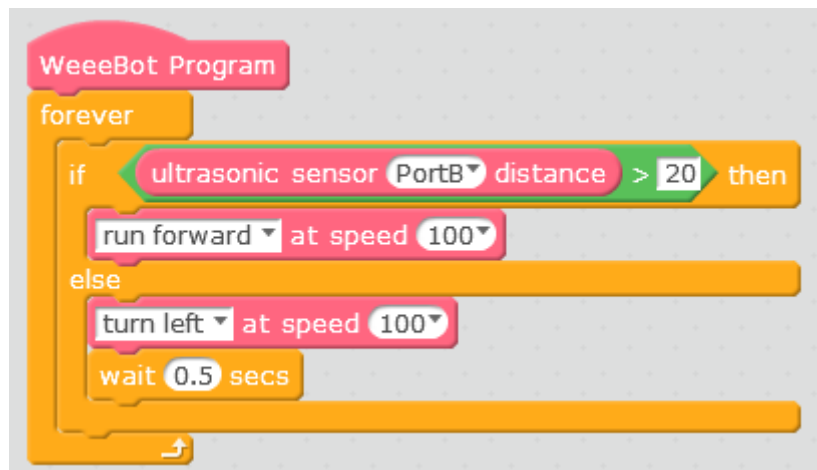 WeeeBot Program
forever
if ultrasonic sensor PortB distance > 20 then
run forward at speed 100
else
turn left at speed 100
wait 0.5 secs